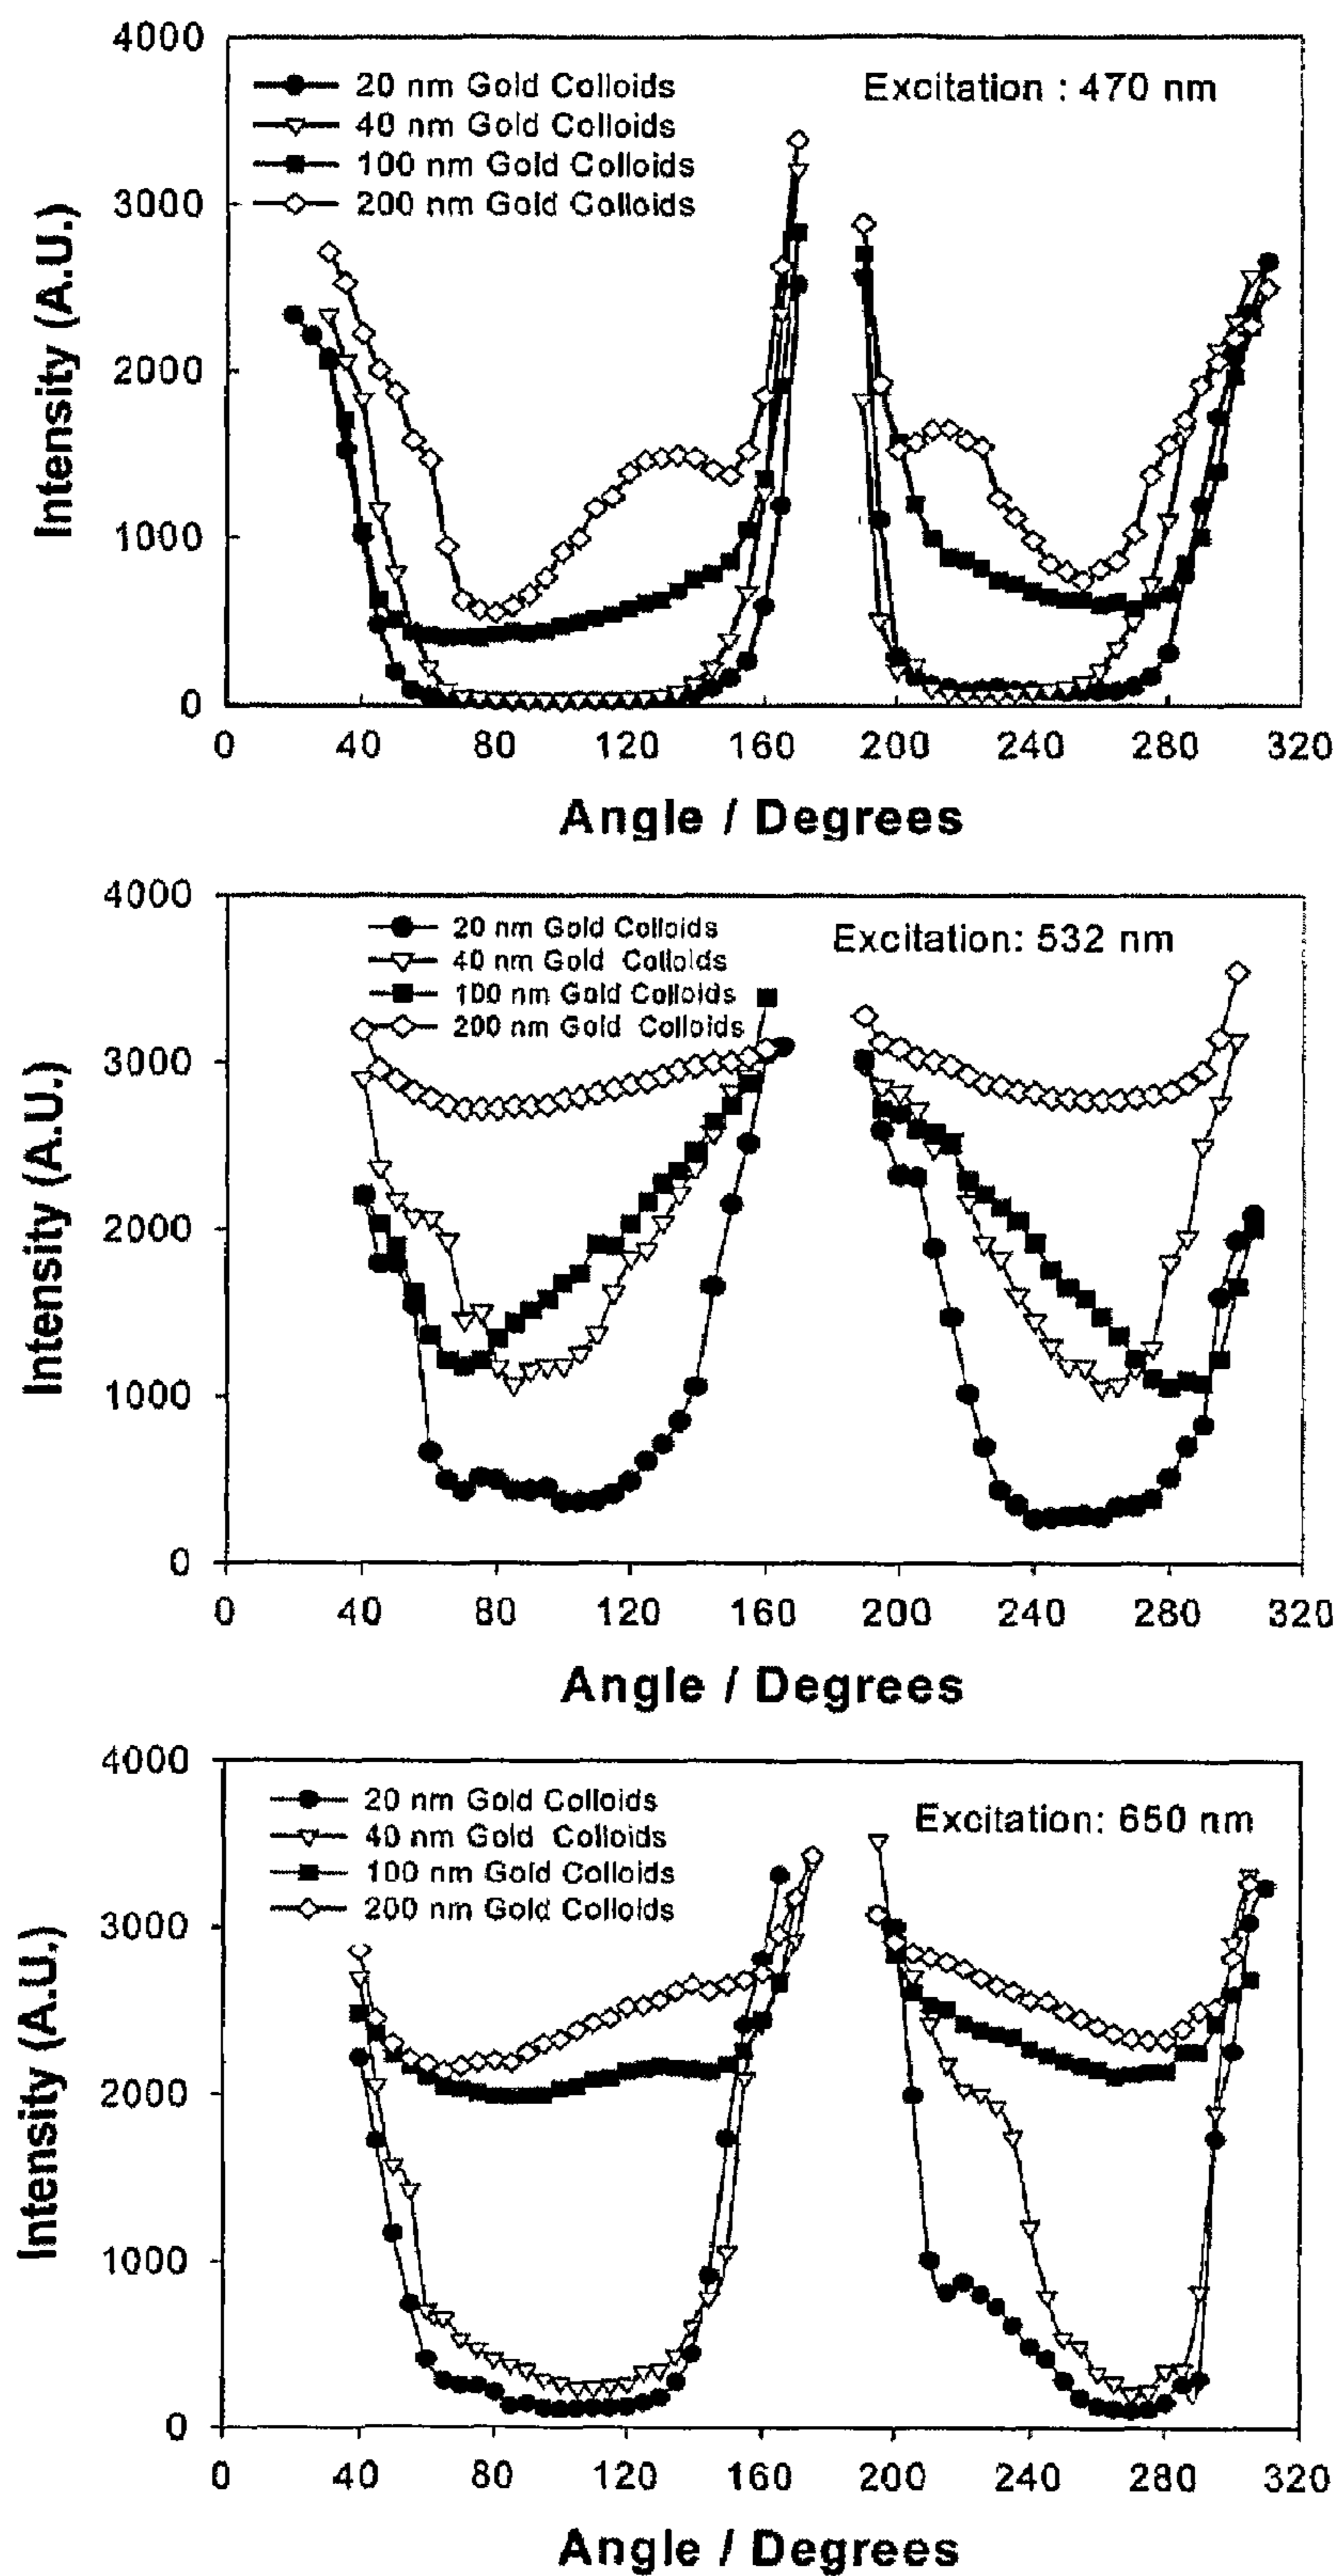 4000
3000
2000
1000
0
Intensity (A.U.)
20 nm Gold Colloids
40 nm Gold Colloids
100 nm Gold Colloids
200 nm Gold Colloids
Excitation : 470 nm
0 40 80 120 160 200 240 280 320
Angle / Degrees
4000
3000
2000
1000
0
Intensity (A.U.)
20 nm Gold Colloids
40 nm Gold Colloids
100 nm Gold Colloids
200 nm Gold Colloids
Excitation: 532 nm
0 40 80 120 160 200 240 280 320
Angle / Degrees
4000
3000
2000
1000
0
Intensity (A.U.)
20 nm Gold Colloids
40 nm Gold Colloids
100 nm Gold Colloids
200 nm Gold Colloids
Excitation: 650 nm
0 40 80 120 160 200 240 280 320
Angle / Degrees